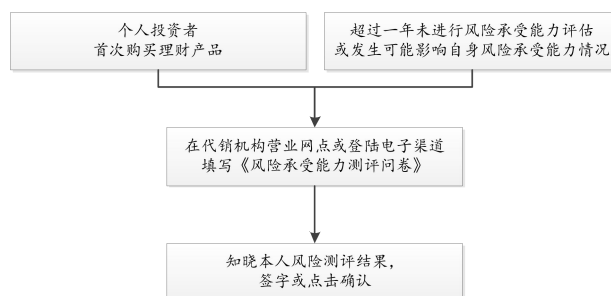 个人投资者
首次购买理财产品
超过一年未进行风险承受能力评估
或发生可能影响自身风险承受能力情况
在代销机构营业网点或登陆电子渠道
填写《风险承受能力测评问卷》
知晓本人风险测评结果，
签字或点击确认